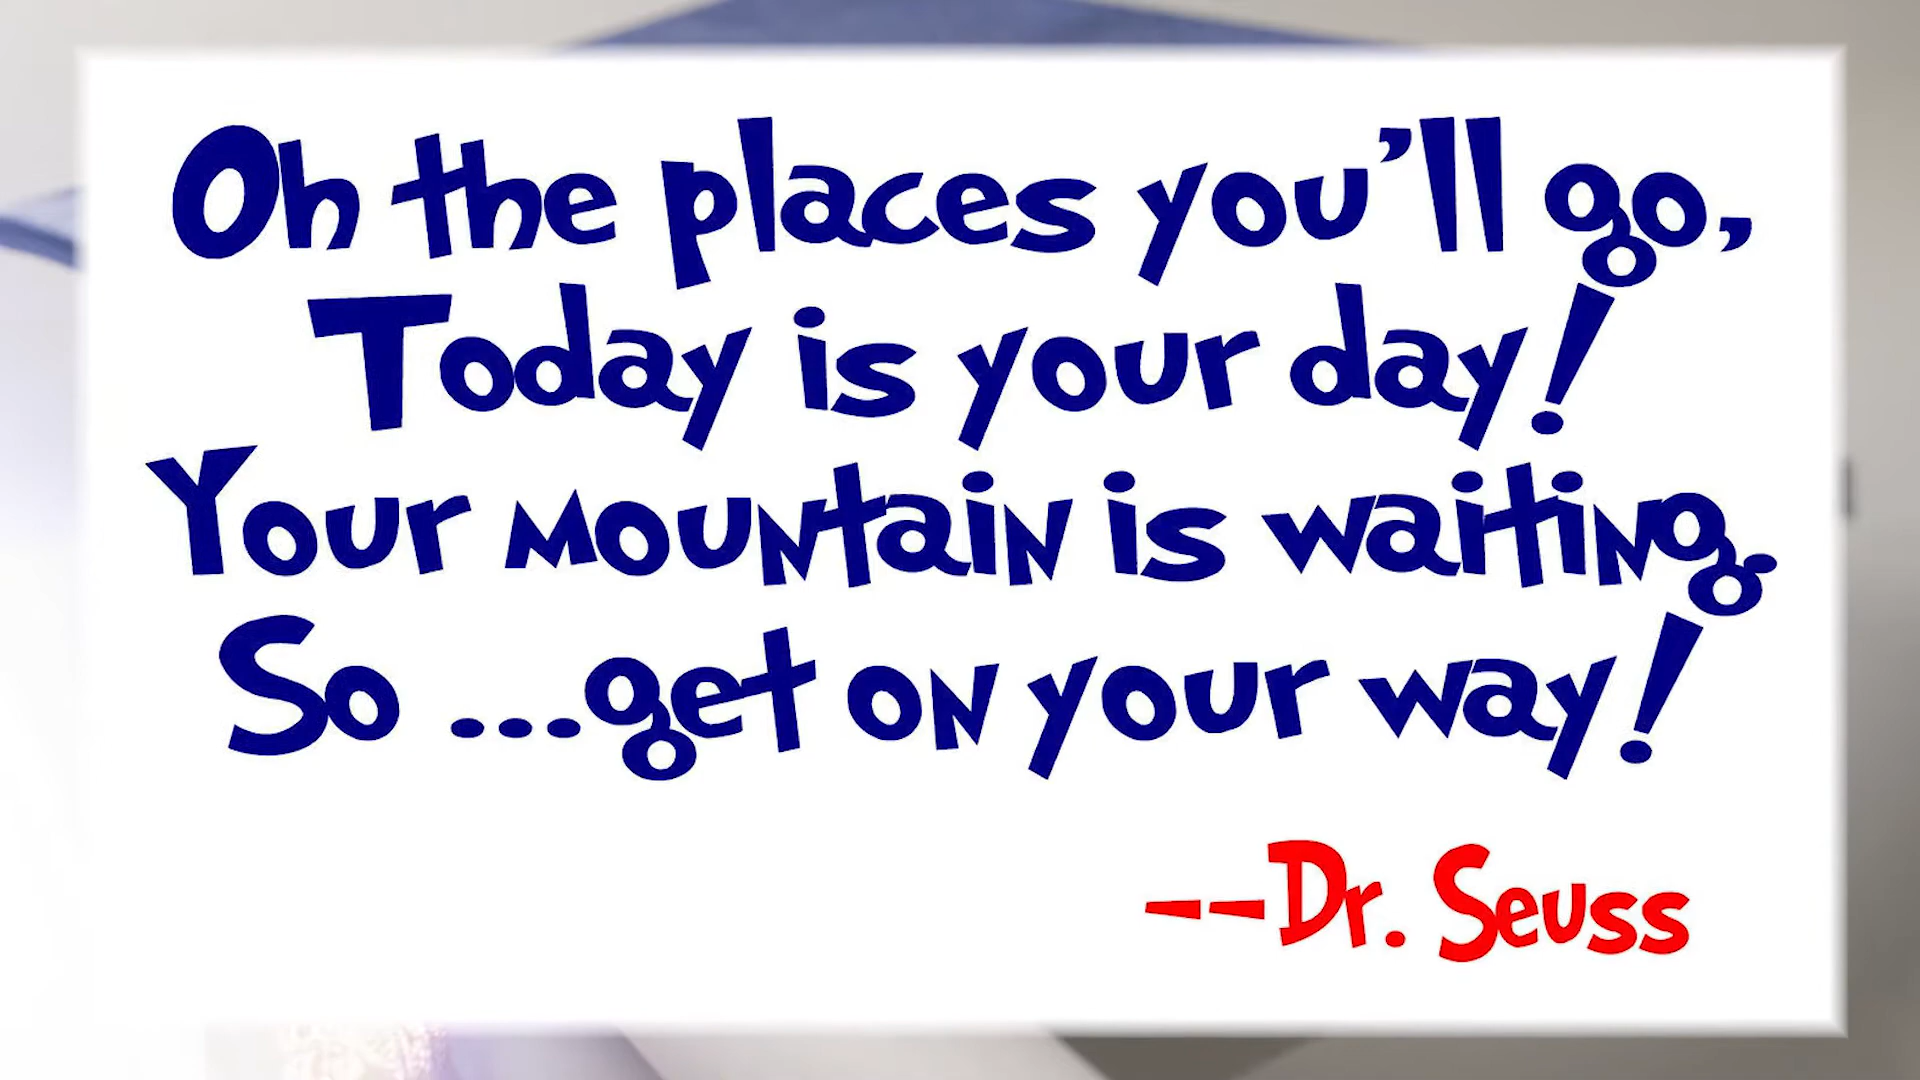 Oh the places you'll go,
Today is your day!
Your mountain is waiting.
So ...get on your way!
--Dr. Seuss